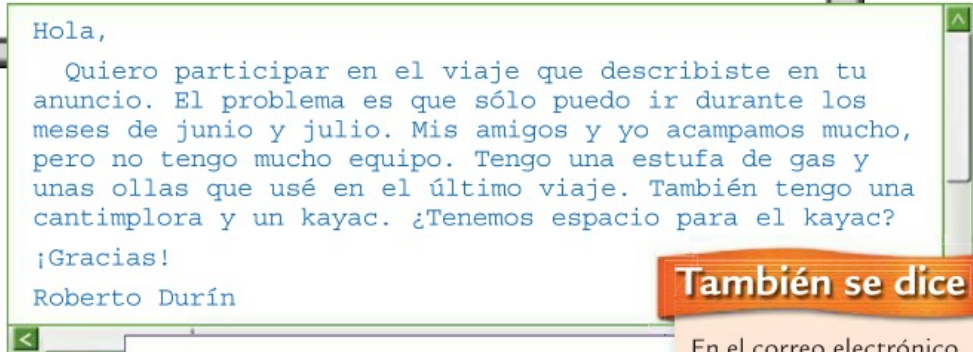 Hola,
Quiero participar en el viaje que describiste en tu
anuncio. El problema es que sólo puedo ir durante los
meses de junio y julio. Mis amigos y yo acampamos mucho,
pero no tengo mucho equipo. Tengo una estufa de gas y
unas ollas que usé en el último viaje. También tengo una
cantimplora y un kayac. ¿Tenemos espacio para el kayac?
¡Gracias!
Roberto Durín
También se dice
En el correo electrónico